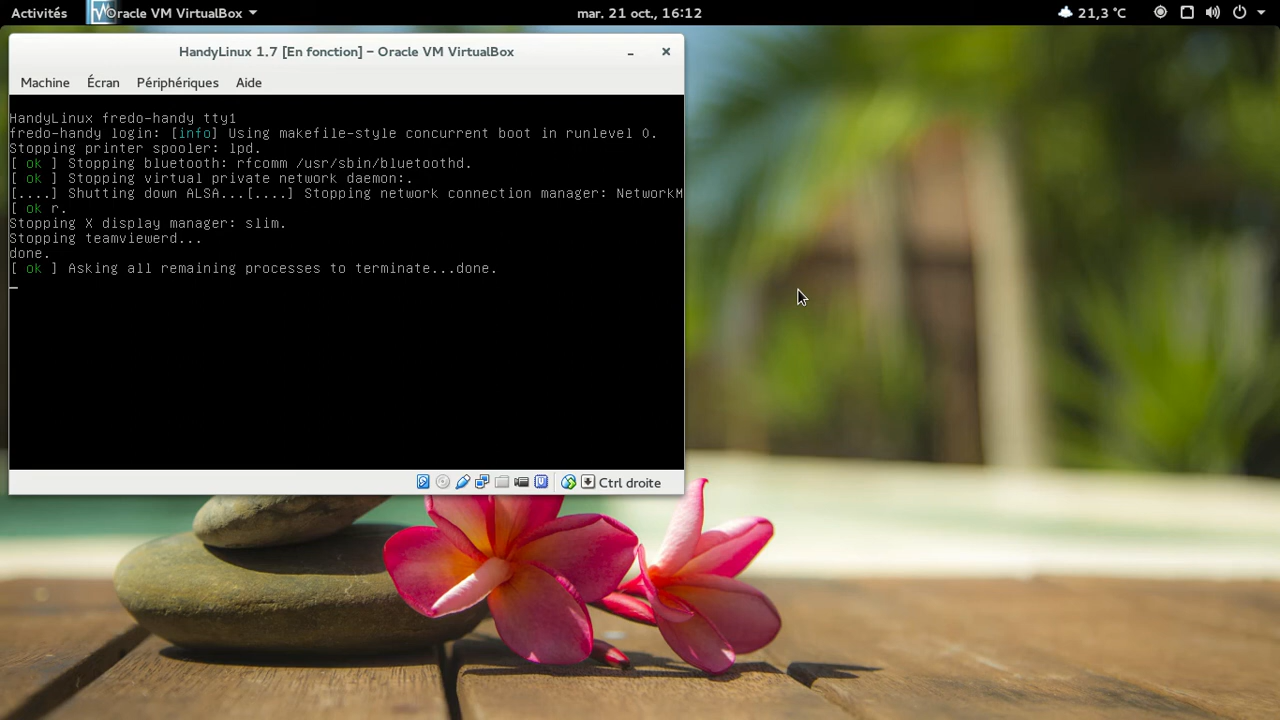 Activités Oracle VM VirtualBox mar. 21 oct., 16:12 21,3 °C
HandyLinux 1.7 [En fonction] – Oracle VM VirtualBox
Machine Écran Périphériques Aide
HandyLinux fredo-handy tty1
fredo-handy login: [info] Using makefile-style concurrent boot in runlevel 0.
Stopping printer spooler: lpd.
[ ok ] Stopping bluetooth: rfcomm /usr/sbin/bluetoothd.
[ ok ] Stopping virtual private network daemon:.
[....] Shutting down ALSA...[....] Stopping network connection manager: NetworkM
[ ok r.
Stopping X display manager: slim.
Stopping teamviewerd...
done.
[ ok ] Asking all remaining processes to terminate...done.
Ctrl droite